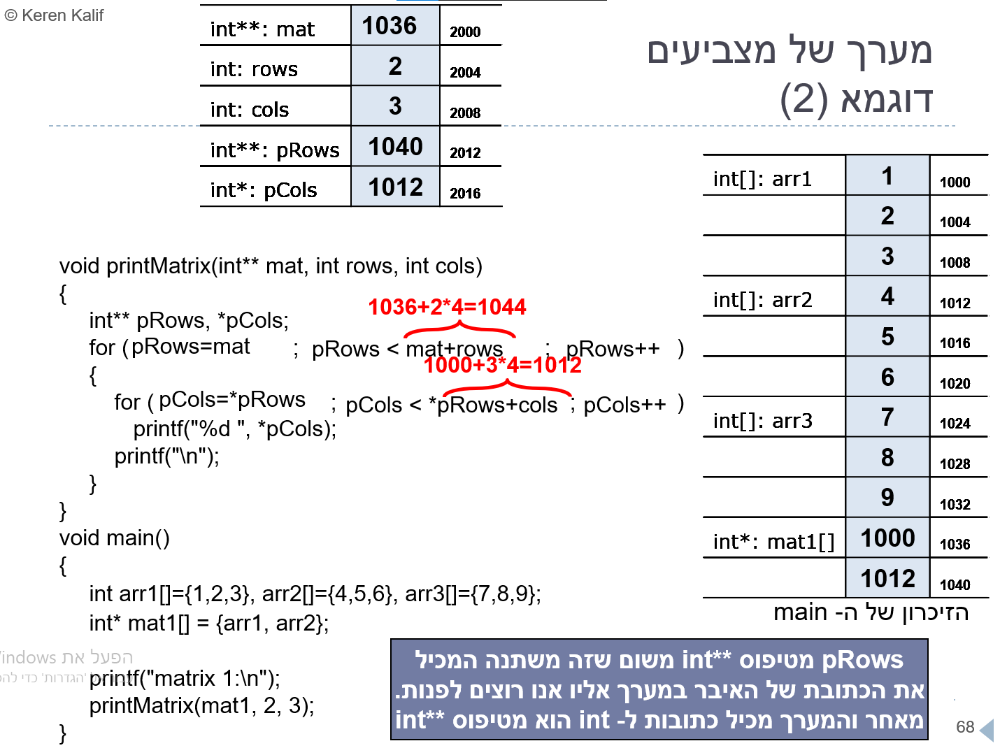 © Keren Kalif
מערך של מצביעים
דוגמא (2)
int**: mat 1036 2000
int: rows 2 2004
int: cols 3 2008
int**: pRows 1040 2012
int*: pCols 1012 2016
int[]: arr1 1 1000
2 1004
3 1008
int[]: arr2 4 1012
5 1016
6 1020
int[]: arr3 7 1024
8 1028
9 1032
int*: mat1[] 1000 1036
1012 1040
הזיכרון של ה- main
void printMatrix(int** mat, int rows, int cols)
{
int** pRows, *pCols;
1036+2*4=1044
for (pRows=mat ; pRows < mat+rows ; pRows++ )
{
1000+3*4=1012
for ( pCols=*pRows ; pCols < *pRows+cols ; pCols++ )
printf("%d ", *pCols);
printf("\n");
}
}
void main()
{
int arr1[]={1,2,3}, arr2[]={4,5,6}, arr3[]={7,8,9};
int* mat1[] = {arr1, arr2};
printf("matrix 1:\n");
printMatrix(mat1, 2, 3);
}
הפעל את indows
'הגדרות' כדי
pRows מטיפוס int** משום שזה משתנה המכיל
את הכתובת של האיבר במערך אליו אנו רוצים לפנות.
מאחר והמערך מכיל כתובות ל- int הוא מטיפוס int**
68